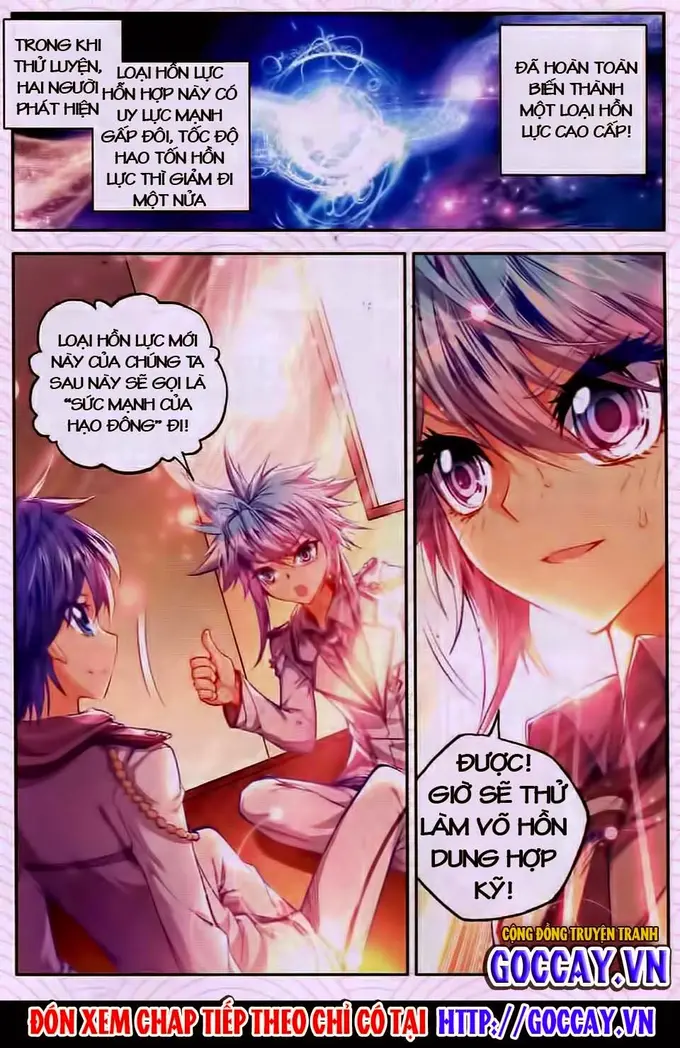 TRONG KHI
THỬ LUYỆN,
HAI NGƯỜI
PHÁT HIỆN
LOẠI HỒN LỰC
HỖN HỢP NÀY CÓ
UY LỰC MẠNH
GẤP ĐÔI, TỐC ĐỘ
HAO TỐN HỒN
LỰC THÌ GIẢM ĐI
MỘT NỬA
ĐÃ HOÀN TOÀN
BIẾN THÀNH
MỘT LOẠI HỒN
LỰC CAO CẤP!
LOẠI HỒN LỰC MỚI
NÀY CỦA CHÚNG TA
SAU NÀY SẼ GỌI LÀ
“SỨC MẠNH CỦA
HẠO ĐÔNG” ĐI!
ĐƯỢC!
GIỜ SẼ THỬ
LÀM VÕ HỒN
DUNG HỢP
KỸ!
CỘNG ĐỒNG TRUYỆN TRANH
GOCCAY.VN
ĐÓN XEM CHAP TIẾP THEO CHỈ CÓ TẠI HTTP://GOCCAY.VN